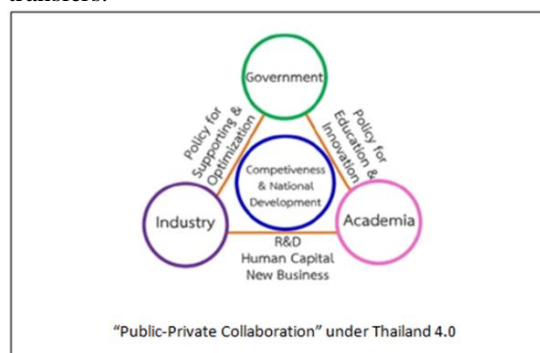 transfers.
Government
Policy for
Supporting &
Optimization
Policy for
Education &
Innovation
Competiveness
& National
Development
Industry
Academia
R&D
Human Capital
New Business
“Public-Private Collaboration” under Thailand 4.0